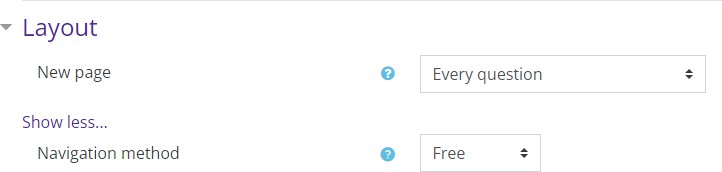 Layout
New page
Every question
Show less...
Navigation method
Free